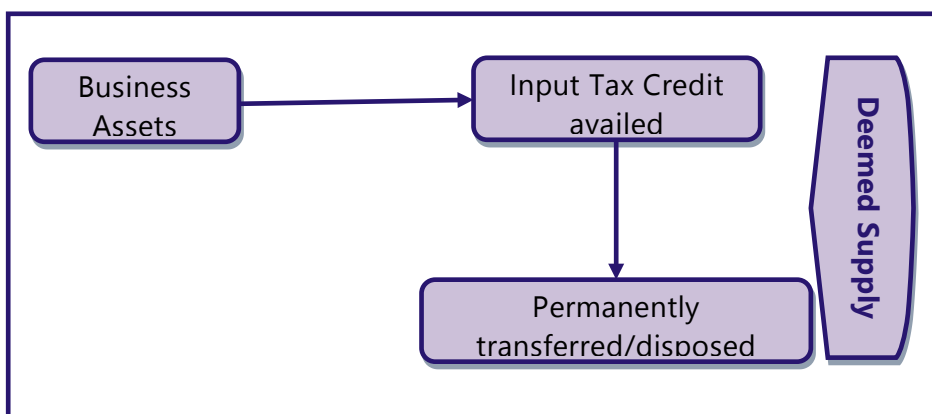 Business
Assets
Input Tax Credit
availed
Permanently
transferred/disposed
Deemed Supply